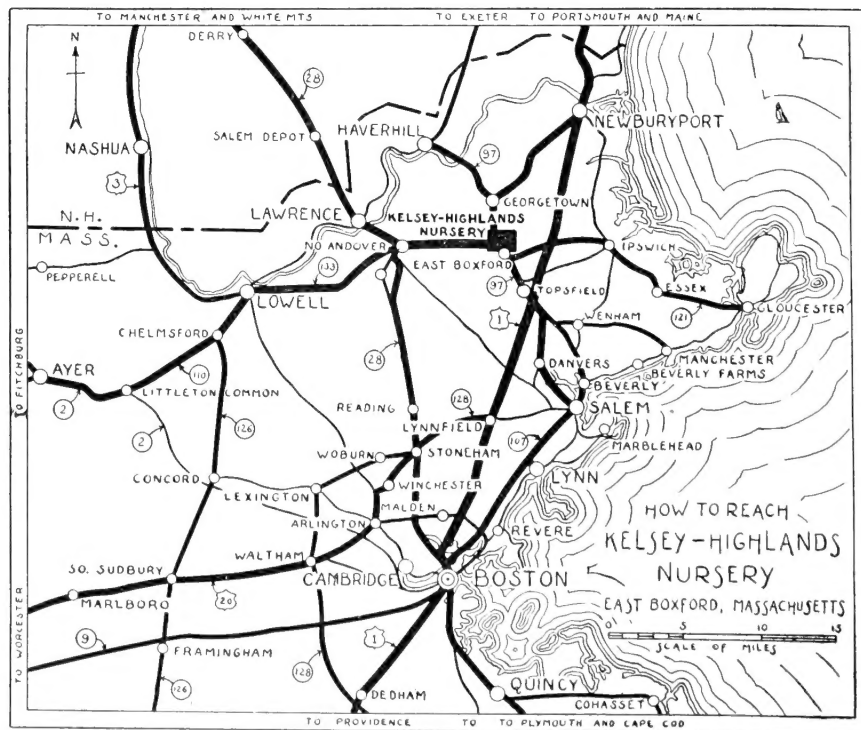 TO MANCHESTER AND WHITE MTS
TO EXETER TO PORTSMOUTH AND MAINE
N
DERRY
28
SALEM DEPOT
HAVERHILL
NEWBURYPORT
NASHUA
97
3
GEORGETOWN
LAWRENCE
KELSEY-HIGHLANDS
NURSERY
N.H.
MASS.
NO ANDOVER
IPSWICH
EAST BOXFORD
PEPPERELL
133
97
TOPSFIELD
ESSEX
LOWELL
1
WENHAM
121
GLOUCESTER
CHELMSFORD
28
DANVERS
MANCHESTER
BEVERLY FARMS
AYER
110
BEVERLY
TO FITCHBURG
2
LITTLETON COMMON
READING
128
SALEM
126
LYNNFIELD
2
107
MARBLEHEAD
WOBURN
STONEHAM
CONCORD
LYNN
LEXINGTON
WINCHESTER
MALDEN
ARLINGTON
REVERE
HOW TO REACH
KELSEY-HIGHLANDS
NURSERY
EAST BOXFORD, MASSACHUSETTS
0 5 10 15
SCALE OF MILES
WALTHAM
SO. SUDBURY
CAMBRIDGE
BOSTON
20
MARLBORO
TO WORCESTER
9
1
FRAMINGHAM
128
126
DEDHAM
QUINCY
COHASSET
TO PROVIDENCE
TO TO PLYMOUTH AND CAPE COD